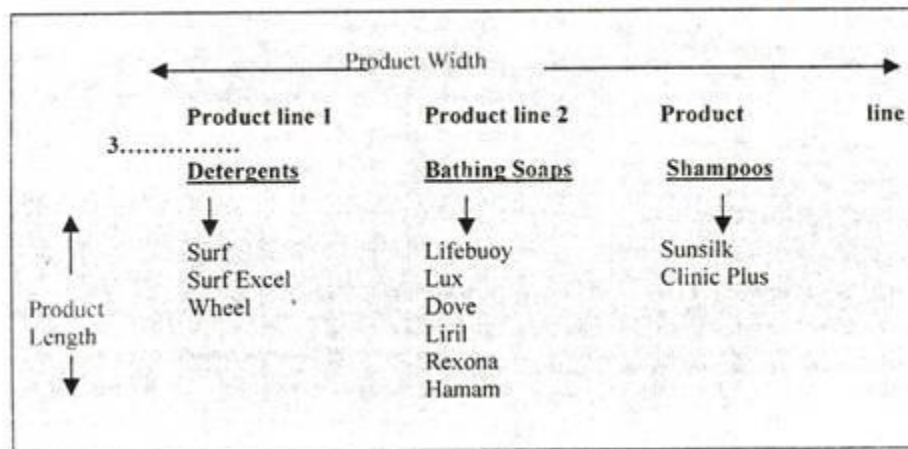 Product Width
Product line 1 Product line 2 Product line
3...............
Detergents Bathing Soaps Shampoos
Surf Lifebuoy Sunsilk
Surf Excel Lux Clinic Plus
Wheel Dove
Product Liril
Length Rexona
Hamam